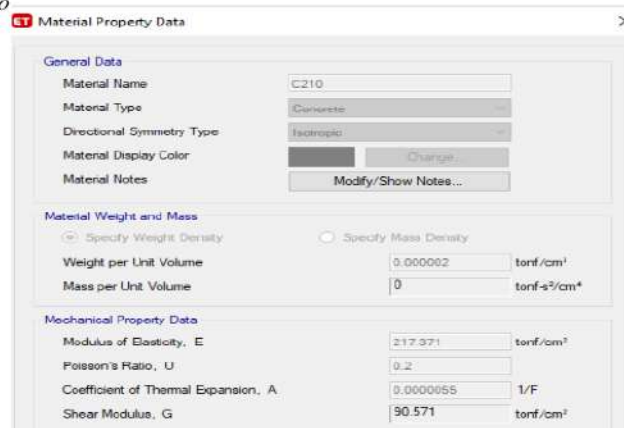 ET Material Property Data
General Data
Material Name C210
Material Type Concrete
Directional Symmetry Type Isotropic
Material Display Color Change...
Material Notes Modify/Show Notes...
Material Weight and Mass
Specify Weight Density Specify Mass Density
Weight per Unit Volume 0.000002 tonf/cm³
Mass per Unit Volume 0 tonf-s²/cm⁴
Mechanical Property Data
Modulus of Elasticity, E 217.371 tonf/cm²
Poisson's Ratio, U 0.2
Coefficient of Thermal Expansion, A 0.0000055 1/F
Shear Modulus, G 90.571 tonf/cm²